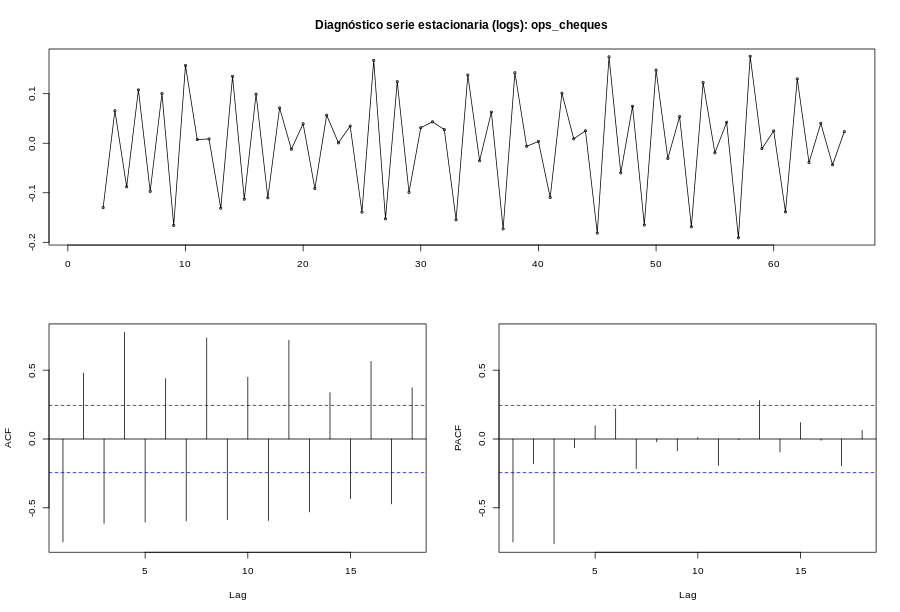 Diagnóstico serie estacionaria (logs): ops_cheques
0.1
0.0
-0.1
-0.2
0 10 20 30 40 50 60
ACF
0.5
0.0
-0.5
5 10 15
Lag
PACF
0.5
0.0
-0.5
5 10 15
Lag